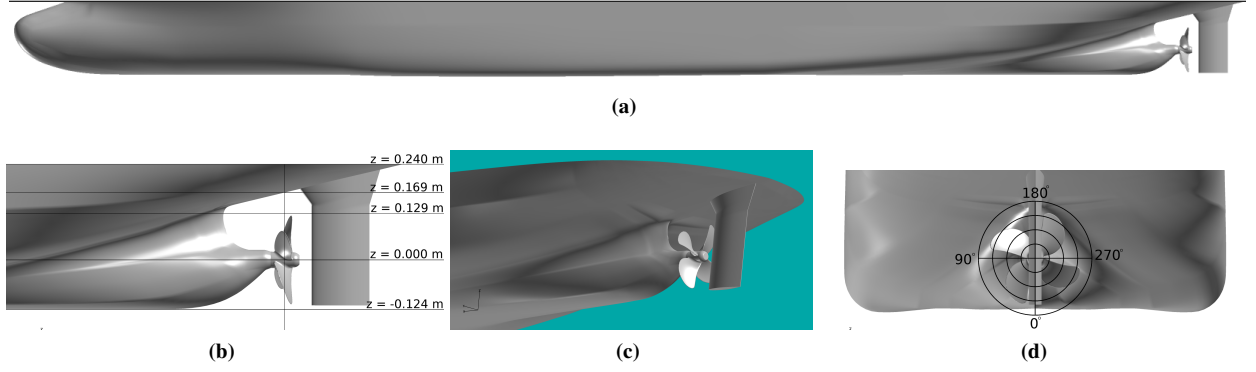 (a)
z = 0.240 m
z = 0.169 m
z = 0.129 m
z = 0.000 m
z = -0.124 m
(b)
(c)
180°
90°
270°
0°
(d)